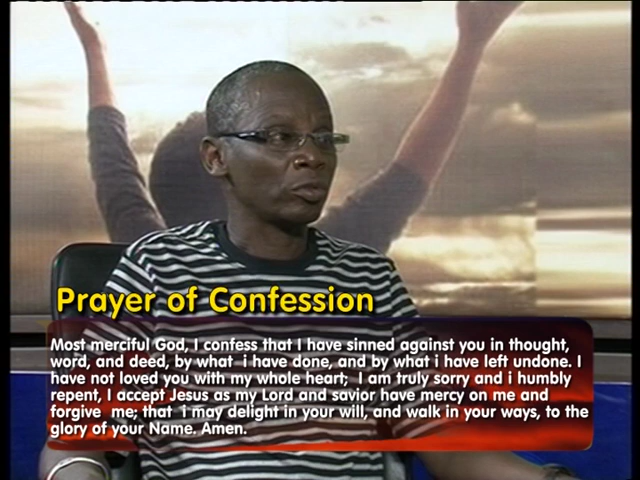 Prayer of Confession
Most merciful God, I confess that I have sinned against you in thought,
word, and deed, by what i have done, and by what i have left undone. I
have not loved you with my whole heart; I am truly sorry and i humbly
repent, I accept Jesus as my Lord and savior have mercy on me and
forgive me; that i may delight in your will, and walk in your ways, to the
glory of your Name. Amen.